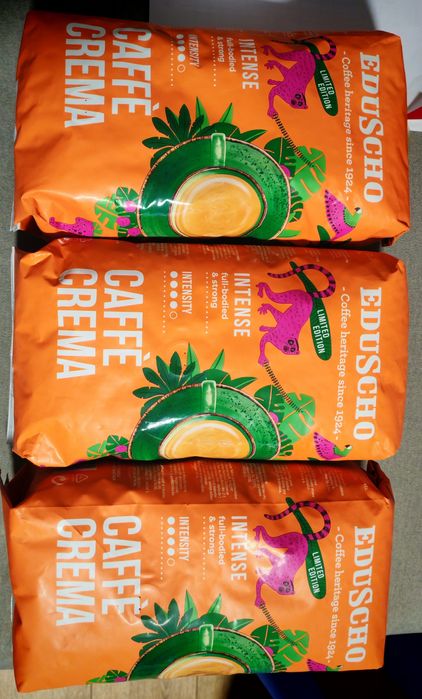 EDUSCHO
- Coffee heritage since 1924 -
LIMITED
EDITION
INTENSE
full-bodied
& strong
INTENSITY
CAFFÈ
CREMA
EDUSCHO
- Coffee heritage since 1924 -
LIMITED
EDITION
INTENSE
full-bodied
& strong
INTENSITY
CAFFÈ
CREMA
EDUSCHO
- Coffee heritage since 1924 -
LIMITED
EDITION
INTENSE
full-bodied
& strong
INTENSITY
CAFFÈ
CREMA